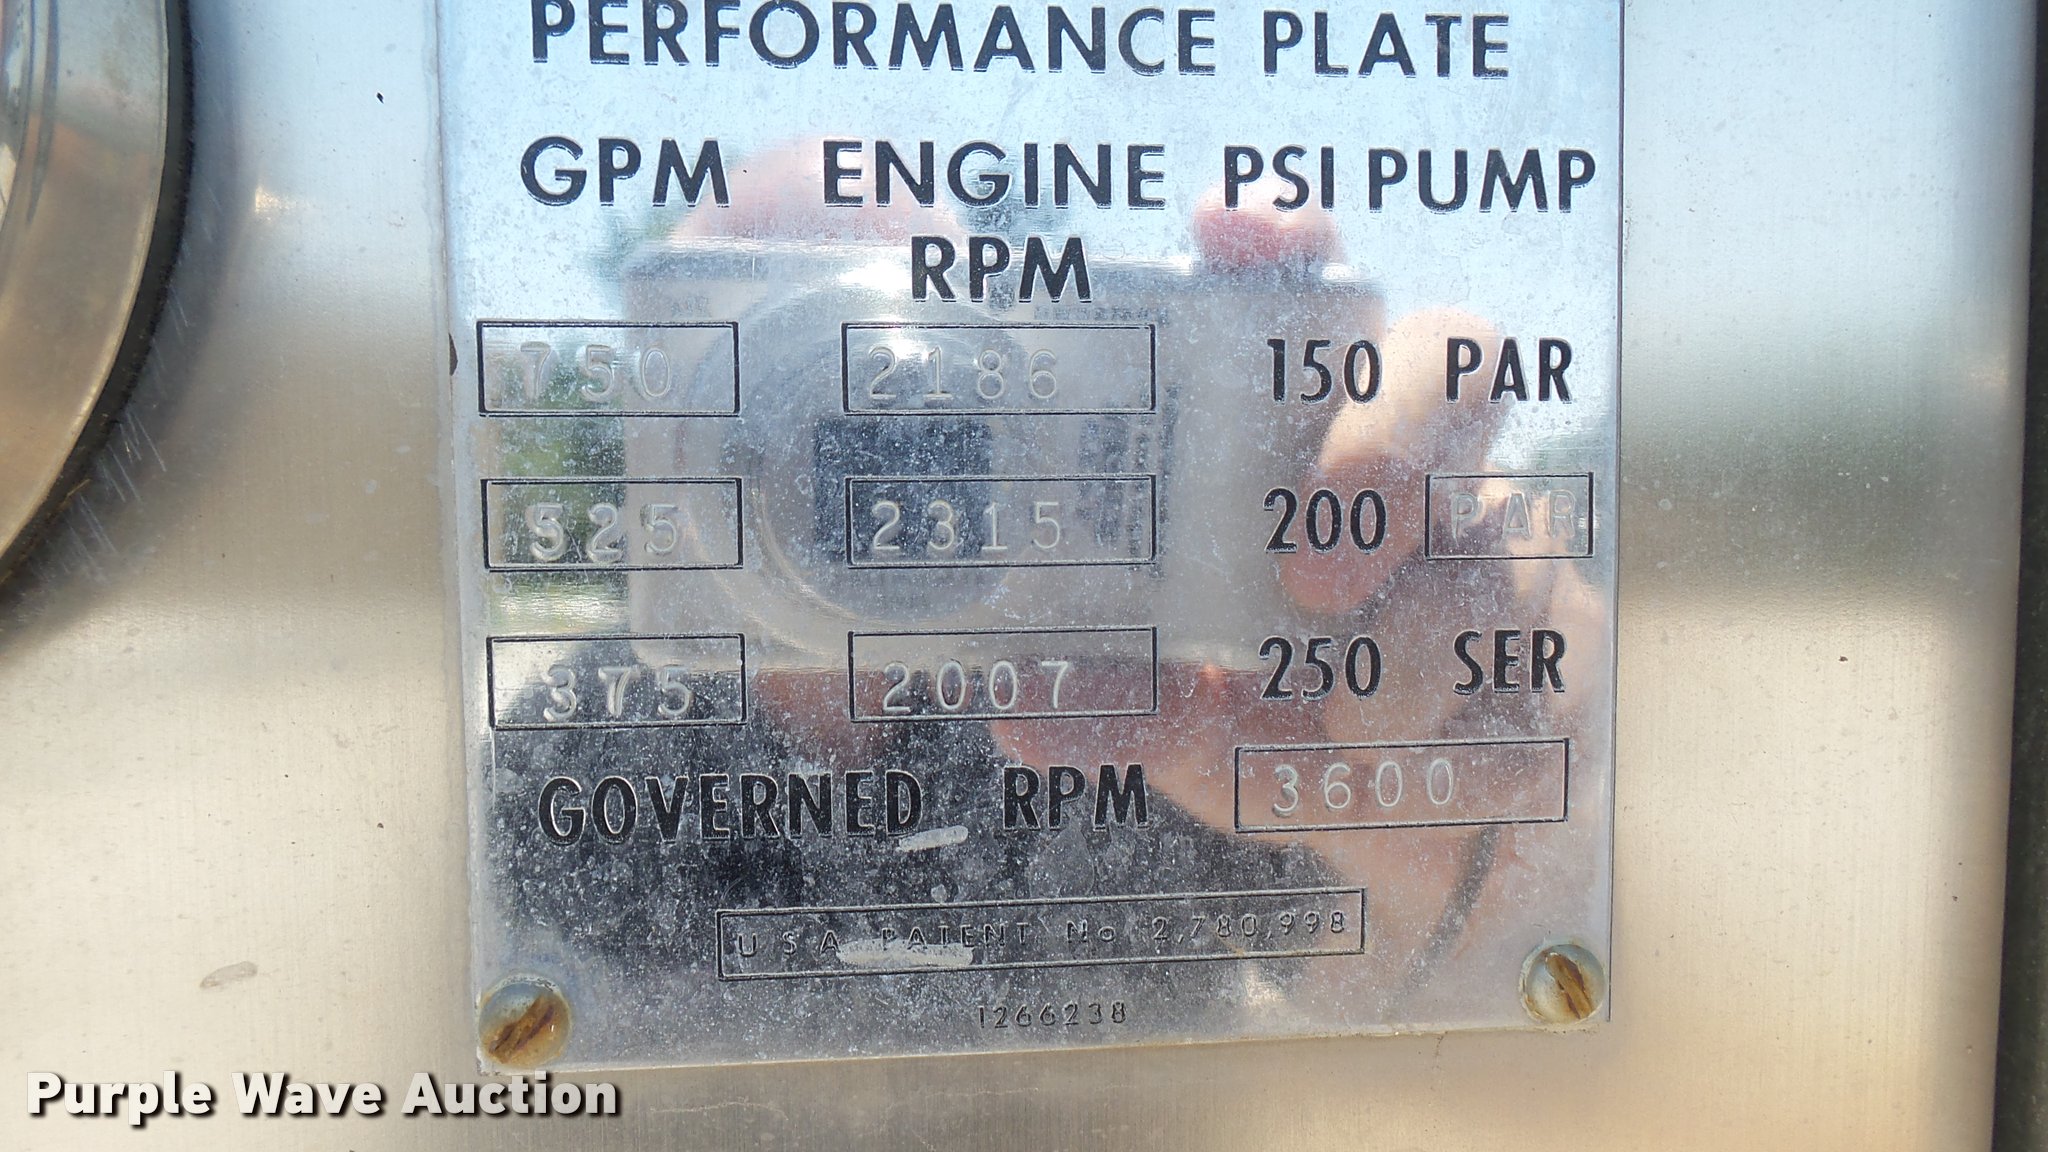 PERFORMANCE PLATE
GPM ENGINE RPM PSI PUMP
750 2186 150 PAR
525 2315 200 PAR
375 2007 250 SER
GOVERNED RPM 3600
USA PATENT No 2,780,998
1266238
Purple Wave Auction